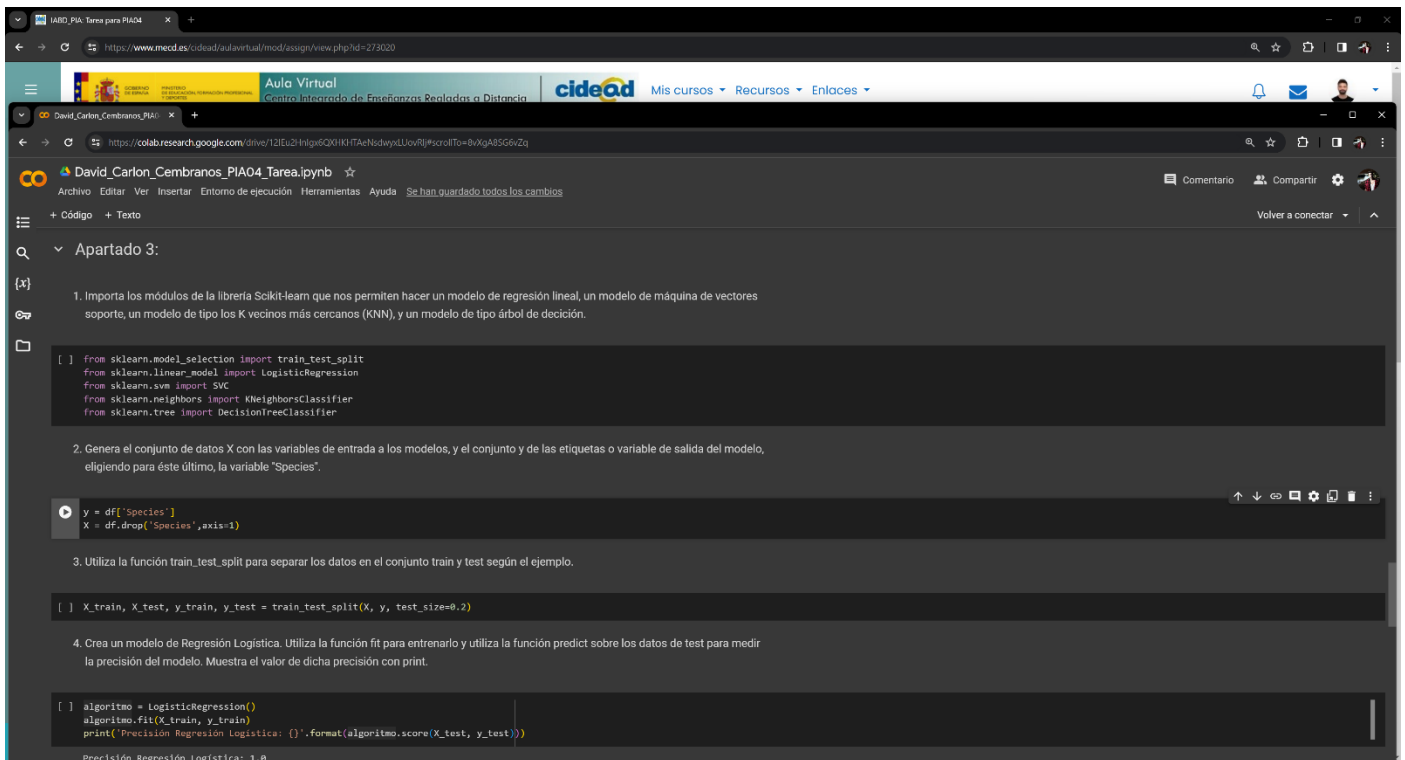 IABD_PIA: Tarea para PIA04
https://www.mecd.es/cidead/aulavirtual/mod/assign/view.php?id=273020
GOBIERNO DE ESPAÑA
MINISTERIO DE EDUCACIÓN, FORMACIÓN PROFESIONAL Y DEPORTES
Aula Virtual
Centro Integrado de Enseñanzas Regladas a Distancia
cidead
Mis cursos Recursos Enlaces
David_Carlon_Cembranos_PIA0
https://colab.research.google.com/drive/
David_Carlon_Cembranos_PIA04_Tarea.ipynb
Comentario Compartir
Archivo Editar Ver Insertar Entorno de ejecución Herramientas Ayuda Se han guardado todos los cambios
+ Código + Texto
Volver a conectar
Apartado 3:
{x}
1. Importa los módulos de la librería Scikit-learn que nos permiten hacer un modelo de regresión lineal, un modelo de máquina de vectores
soporte, un modelo de tipo los K vecinos más cercanos (KNN), y un modelo de tipo árbol de decición.
[ ] from sklearn.model_selection import train_test_split
from sklearn.linear_model import LogisticRegression
from sklearn.svm import SVC
from sklearn.neighbors import KNeighborsClassifier
from sklearn.tree import DecisionTreeClassifier
2. Genera el conjunto de datos X con las variables de entrada a los modelos, y el conjunto y de las etiquetas o variable de salida del modelo,
eligiendo para éste último, la variable "Species".
y = df['Species']
X = df.drop('Species',axis=1)
3. Utiliza la función train_test_split para separar los datos en el conjunto train y test según el ejemplo.
[ ] X_train, X_test, y_train, y_test = train_test_split(X, y, test_size=0.2)
4. Crea un modelo de Regresión Logística. Utiliza la función fit para entrenarlo y utiliza la función predict sobre los datos de test para medir
la precisión del modelo. Muestra el valor de dicha precisión con print.
[ ] algoritmo = LogisticRegression()
algoritmo.fit(X_train, y_train)
print('Precisión Regresión Logística: {}'.format(algoritmo.score(X_test, y_test)))
Precisión Regresión Logística: 1.0